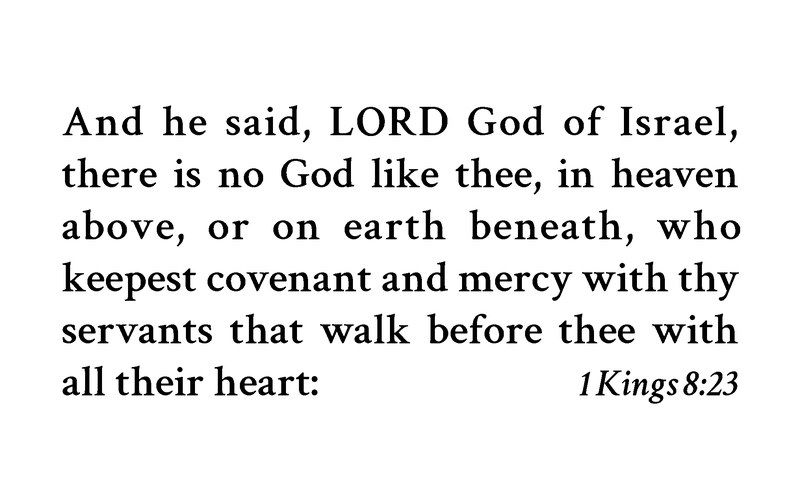 And he said, LORD God of Israel,
there is no God like thee, in heaven
above, or on earth beneath, who
keepest covenant and mercy with thy
servants that walk before thee with
all their heart: 1 Kings 8:23